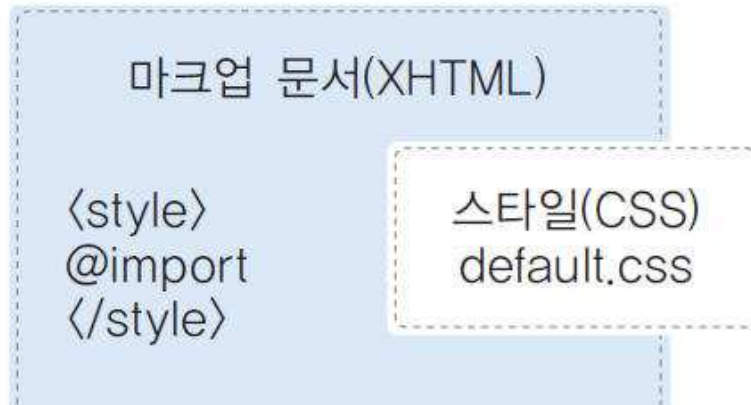 마크업 문서(XHTML)
〈style〉
@import
〈/style〉
스타일(CSS)
default.css